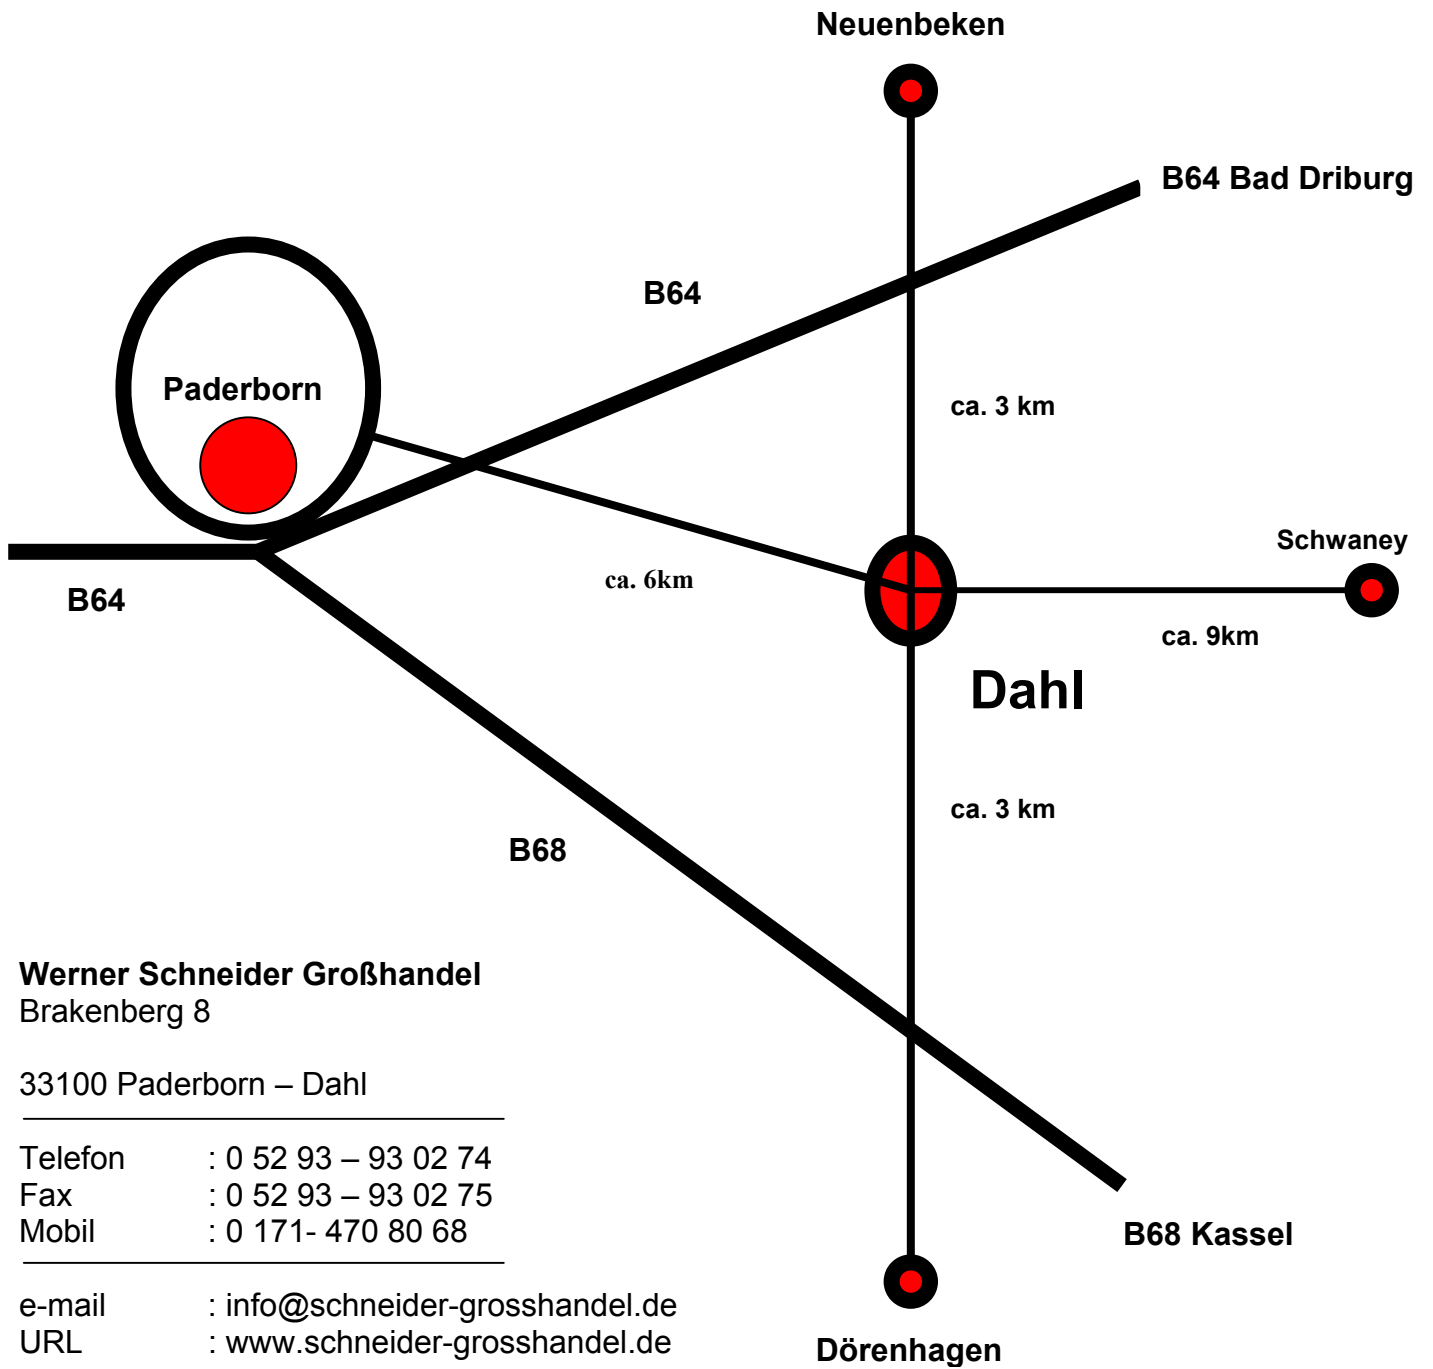 Neuenbeken
B64 Bad Driburg
B64
Paderborn
ca. 3 km
Schwaney
ca. 6km
B64
ca. 9km
Dahl
ca. 3 km
B68
Werner Schneider Großhandel
Brakenberg 8
33100 Paderborn – Dahl
Telefon : 0 52 93 – 93 02 74
Fax : 0 52 93 – 93 02 75
Mobil : 0 171- 470 80 68
B68 Kassel
e-mail : info@schneider-grosshandel.de
URL : www.schneider-grosshandel.de
Dörenhagen